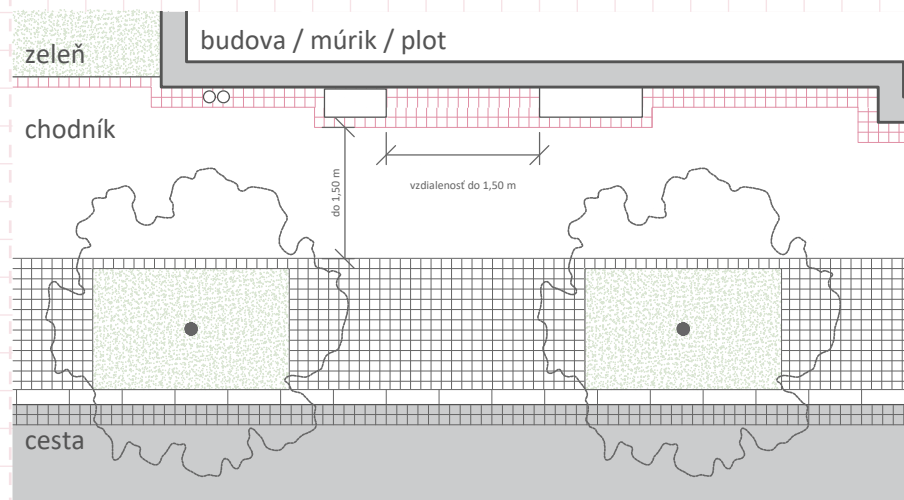 budova / múrik / plot
zeleň
chodník
do 1,50 m
vzdialenosť do 1,50 m
cesta